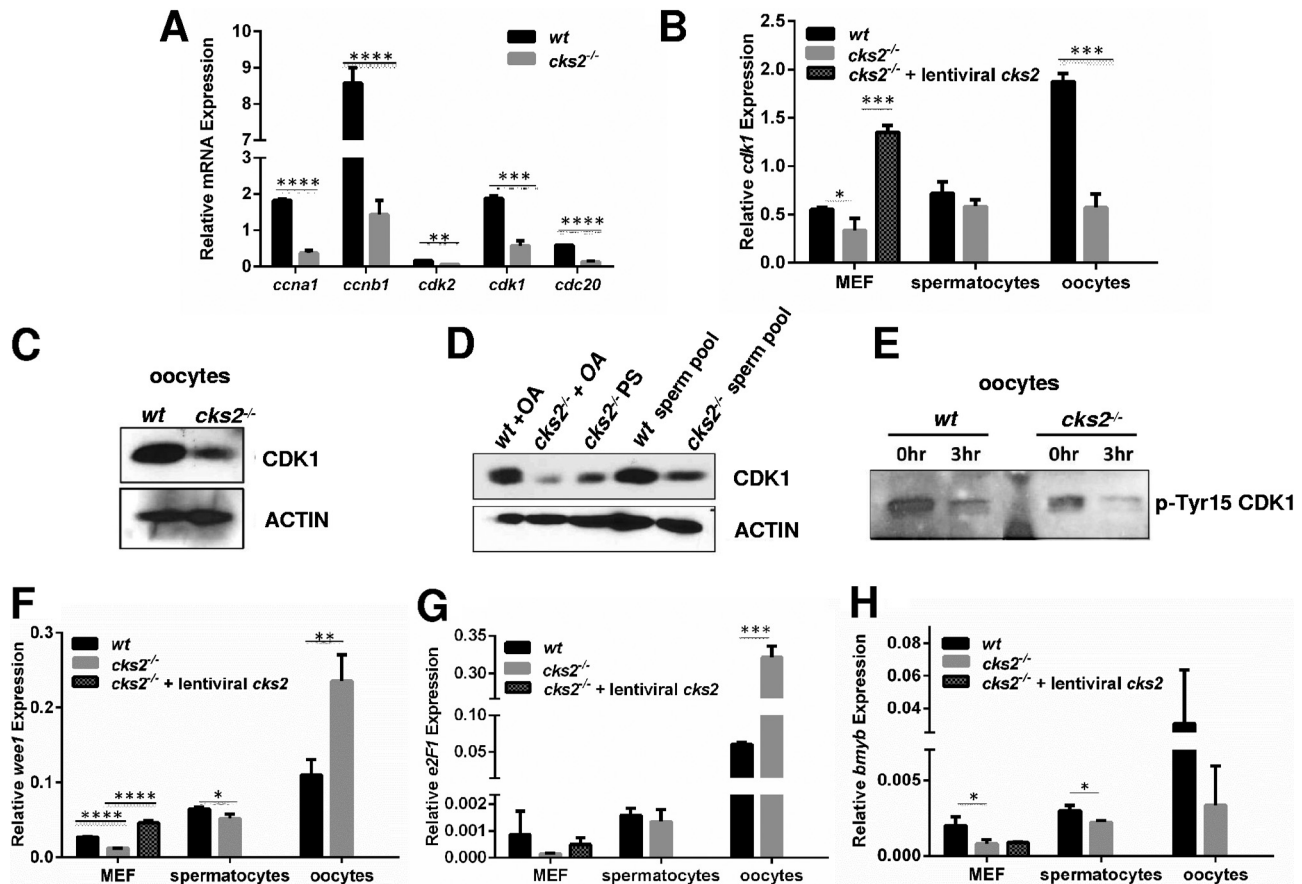 A
Relative mRNA Expression
10
9
8
7
6
4
2
1
0
wt
cks2-/-
****
****
**
***
****
ccna1
ccnb1
cdk2
cdk1
cdc20
B
Relative cdk1 Expression
2.5
2.0
1.5
1.0
0.5
0.0
wt
cks2-/-
cks2-/- + lentiviral cks2
*
***
***
MEF
spermatocytes
oocytes
C
oocytes
wt cks2-/-
CDK1
ACTIN
D
wt +OA
cks2-/- + OA
cks2-/- PS
wt sperm pool
cks2-/- sperm pool
CDK1
ACTIN
E
oocytes
wt cks2-/-
0hr 3hr 0hr 3hr
p-Tyr15 CDK1
F
Relative wee1 Expression
0.3
0.2
0.1
0.0
wt
cks2-/-
cks2-/- + lentiviral cks2
****
****
*
**
MEF
spermatocytes
oocytes
G
Relative e2F1 Expression
0.35
0.30
0.10
0.05
0.002
0.001
0.000
wt
cks2-/-
cks2-/- + lentiviral cks2
***
MEF
spermatocytes
oocytes
H
Relative bmyb Expression
0.08
0.06
0.04
0.005
0.000
wt
cks2-/-
cks2-/- + lentiviral cks2
*
*
MEF
spermatocytes
oocytes